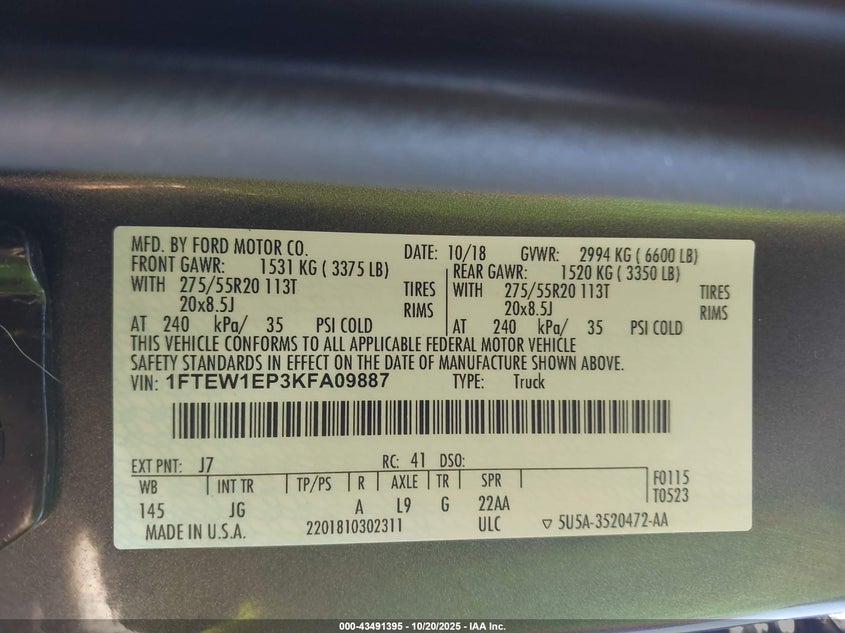 MFD. BY FORD MOTOR CO. DATE: 10/18 GVWR: 2994 KG ( 6600 LB)
FRONT GAWR: 1531 KG ( 3375 LB) REAR GAWR: 1520 KG ( 3350 LB)
WITH 275/55R20 113T TIRES WITH 275/55R20 113T TIRES
20x8.5J RIMS 20x8.5J RIMS
AT 240 kPa/ 35 PSI COLD AT 240 kPa/ 35 PSI COLD
THIS VEHICLE CONFORMS TO ALL APPLICABLE FEDERAL MOTOR VEHICLE
SAFETY STANDARDS IN EFFECT ON THE DATE OF MANUFACTURE SHOWN ABOVE.
VIN: 1FTEW1EP3KFA09887 TYPE: Truck
EXT PNT: J7 RC: 41 DSO:
WB INT TR TP/PS R AXLE TR SPR F0115
145 JG A L9 G 22AA T0523
MADE IN U.S.A. 2201810302311 ULC ▽ 5U5A-3520472-AA
000-43491395 - 10/20/2025 - IAA Inc.